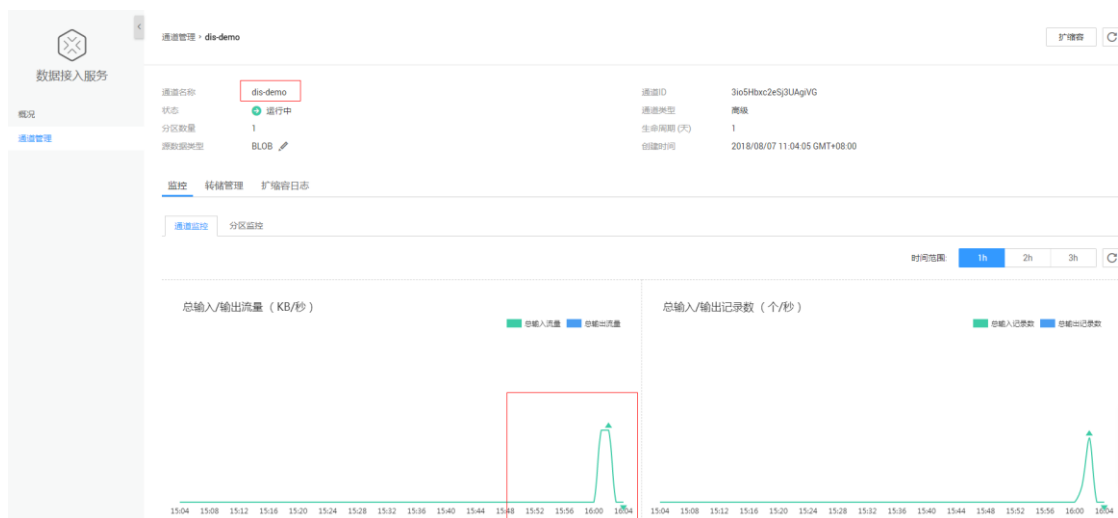 通道管理 > dis-demo
扩缩容
数据接入服务
概况
通道管理
通道名称 dis-demo
通道ID 3io5Hbxc2eSj3UAgiVG
状态 运行中
通道类型 高级
分区数量 1
生命周期 (天) 1
源数据类型 BLOB
创建时间 2018/08/07 11:04:05 GMT+08:00
监控 转储管理 扩缩容日志
通道监控 分区监控
时间范围: 1h 2h 3h
总输入/输出流量 ( KB/秒 )
总输入流量 总输出流量
15:04 15:08 15:12 15:16 15:20 15:24 15:28 15:32 15:36 15:40 15:44 15:48 15:52 15:56 16:00 16:04
总输入/输出记录数 ( 个/秒 )
总输入记录数 总输出记录数
15:04 15:08 15:12 15:16 15:20 15:24 15:28 15:32 15:36 15:40 15:44 15:48 15:52 15:56 16:00 16:04